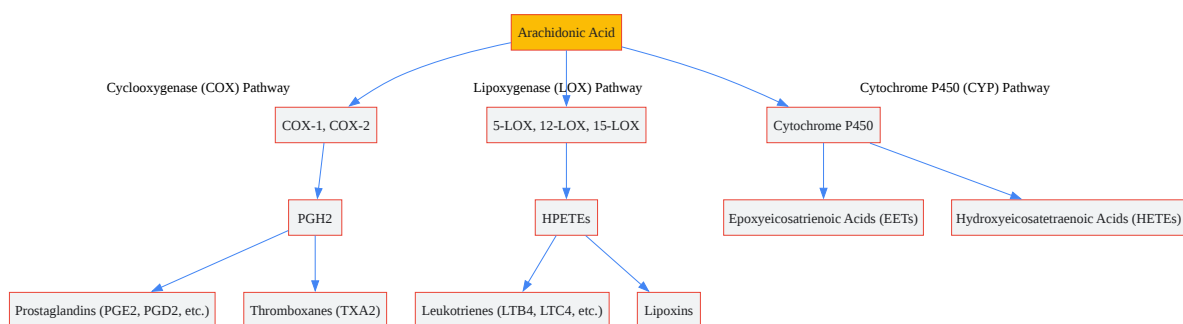 Arachidonic Acid
Cyclooxygenase (COX) Pathway
Lipoxygenase (LOX) Pathway
Cytochrome P450 (CYP) Pathway
COX-1, COX-2
5-LOX, 12-LOX, 15-LOX
Cytochrome P450
PGH2
HPETEs
Epoxyeicosatrienoic Acids (EETs)
Hydroxyeicosatetraenoic Acids (HETEs)
Prostaglandins (PGE2, PGD2, etc.)
Thromboxanes (TXA2)
Leukotrienes (LTB4, LTC4, etc.)
Lipoxins